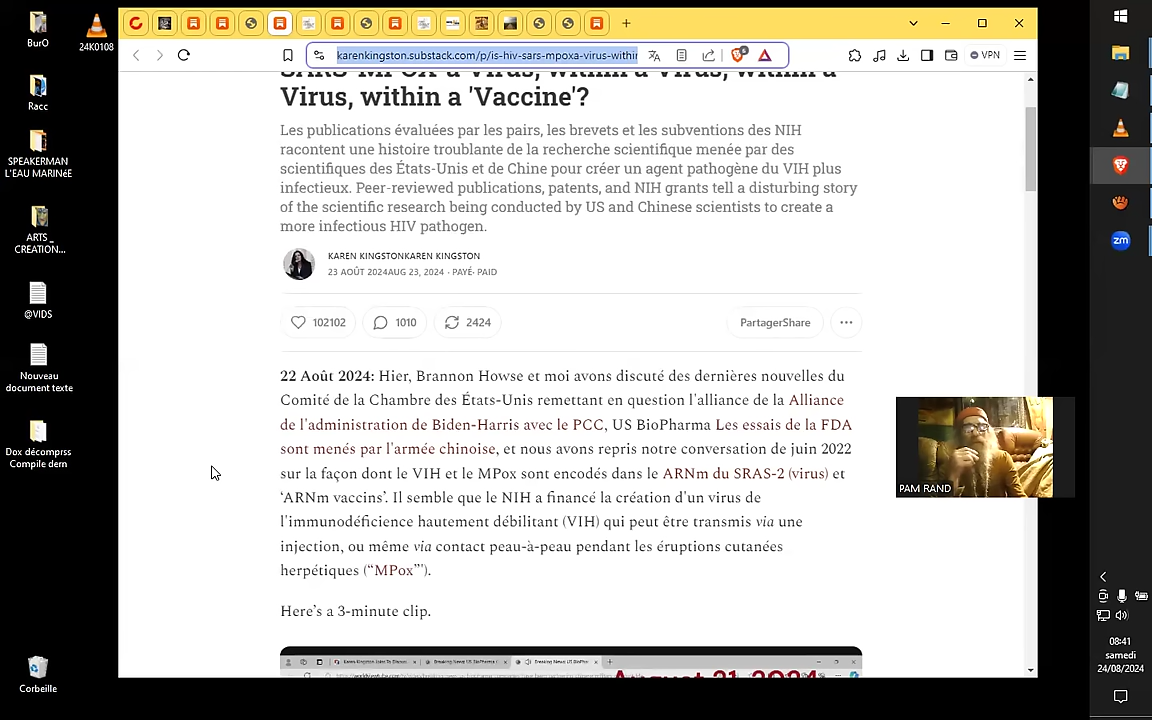 BurO
24K0108
Racc
SPEAKERMAN
L'EAU MARINéE
ARTS _
CREATION...
@VIDS
Nouveau
document texte
Dox décomprss
Compile dern
Corbeille
karenkingston.substack.com/p/is-hiv-sars-mpoxa-virus-withir
VPN
SARS-MPOX a Virus, within a Virus, within a
Virus, within a 'Vaccine'?
Les publications évaluées par les pairs, les brevets et les subventions des NIH
racontent une histoire troublante de la recherche scientifique menée par des
scientifiques des États-Unis et de Chine pour créer un agent pathogène du VIH plus
infectieux. Peer-reviewed publications, patents, and NIH grants tell a disturbing story
of the scientific research being conducted by US and Chinese scientists to create a
more infectious HIV pathogen.
KAREN KINGSTONKAREN KINGSTON
23 AOÛT 2024AUG 23, 2024 · PAYÉ· PAID
102102
1010
2424
PartagerShare
22 Août 2024: Hier, Brannon Howse et moi avons discuté des dernières nouvelles du
Comité de la Chambre des États-Unis remettant en question l'alliance de la Alliance
de l'administration de Biden-Harris avec le PCC, US BioPharma Les essais de la FDA
sont menés par l'armée chinoise, et nous avons repris notre conversation de juin 2022
sur la façon dont le VIH et le MPox sont encodés dans le ARNm du SRAS-2 (virus) et
‘ARNm vaccins’. Il semble que le NIH a financé la création d'un virus de
l'immunodéficience hautement débilitant (VIH) qui peut être transmis via une
injection, ou même via contact peau-à-peau pendant les éruptions cutanées
herpétiques (“MPox”’).
Here’s a 3-minute clip.
August 21, 2024
PAM RAND
zm
08:41
samedi
24/08/2024